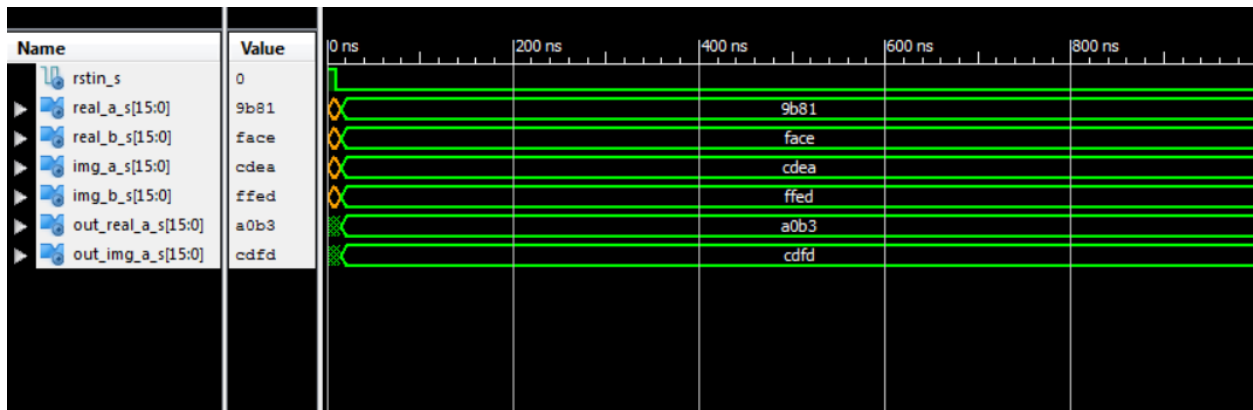 Name Value 0 ns 200 ns 400 ns 600 ns 800 ns
rstin_s 0
real_a_s[15:0] 9b81 9b81
real_b_s[15:0] face face
img_a_s[15:0] cdea cdea
img_b_s[15:0] ffed ffed
out_real_a_s[15:0] a0b3 a0b3
out_img_a_s[15:0] cdfd cdfd